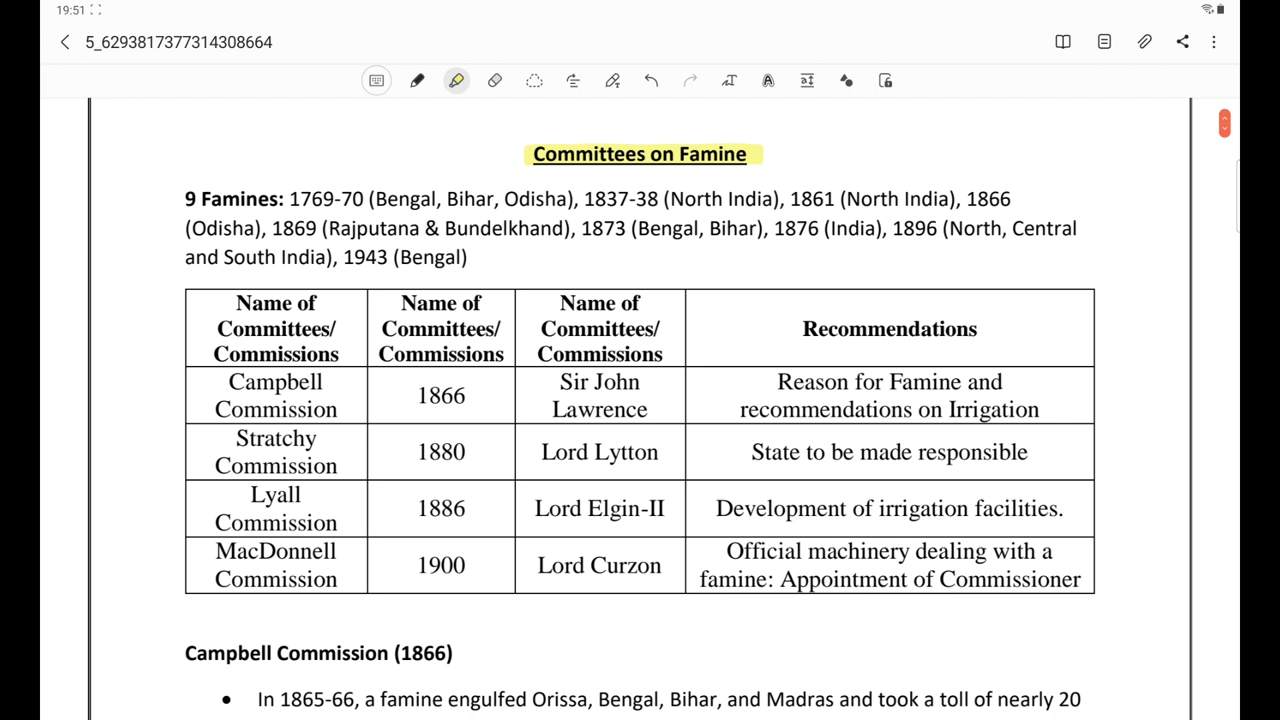 19:51
5_6293817377314308664
Committees on Famine
9 Famines: 1769-70 (Bengal, Bihar, Odisha), 1837-38 (North India), 1861 (North India), 1866
(Odisha), 1869 (Rajputana & Bundelkhand), 1873 (Bengal, Bihar), 1876 (India), 1896 (North, Central
and South India), 1943 (Bengal)
Name of Committees/ Commissions
Name of Committees/ Commissions
Name of Committees/ Commissions
Recommendations
Campbell Commission
1866
Sir John Lawrence
Reason for Famine and recommendations on Irrigation
Stratchy Commission
1880
Lord Lytton
State to be made responsible
Lyall Commission
1886
Lord Elgin-II
Development of irrigation facilities.
MacDonnell Commission
1900
Lord Curzon
Official machinery dealing with a famine: Appointment of Commissioner
Campbell Commission (1866)
• In 1865-66, a famine engulfed Orissa, Bengal, Bihar, and Madras and took a toll of nearly 20